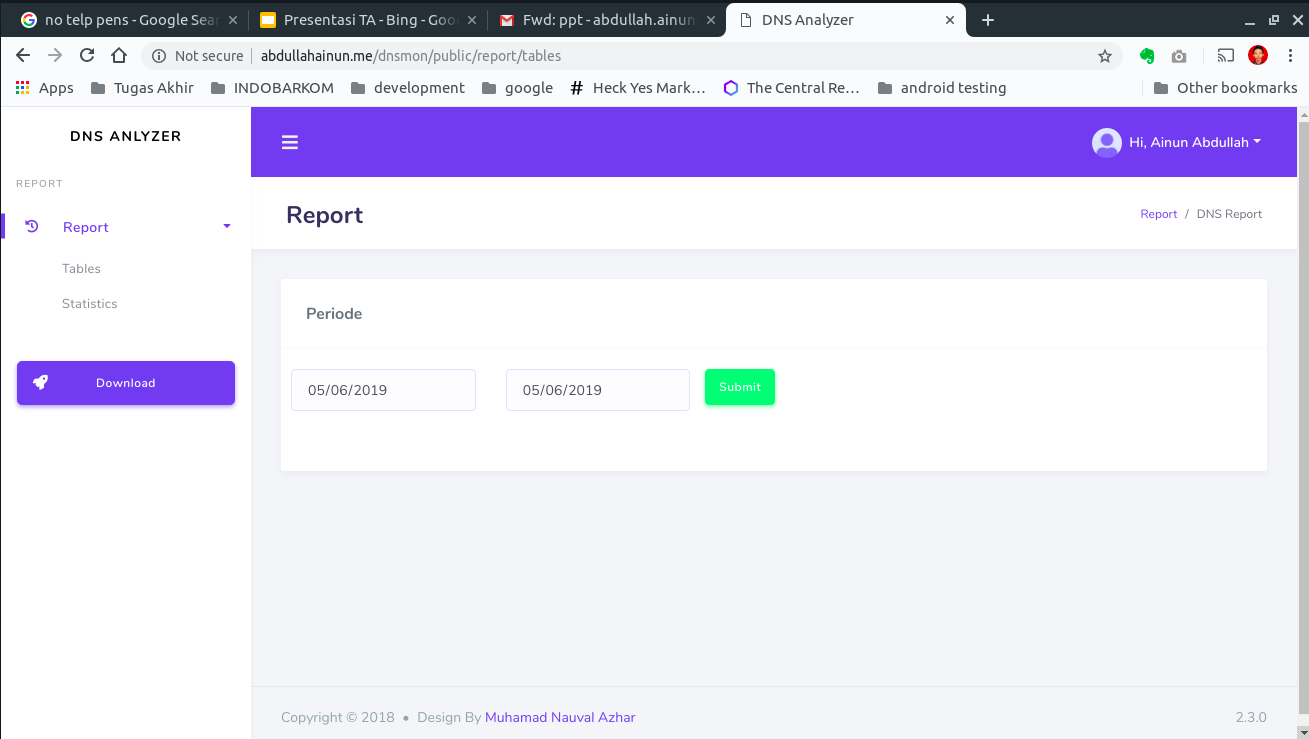 no telp pens - Google Sear
Presentasi TA - Bing - Goo
Fwd: ppt - abdullah.ainun
DNS Analyzer
Not secure
abdullahainun.me/dnsmon/public/report/tables
Apps
Tugas Akhir
INDOBARKOM
development
google
Heck Yes Mark...
The Central Re...
android testing
Other bookmarks
DNS ANLYZER
Hi, Ainun Abdullah
REPORT
Report
Tables
Statistics
Download
Report
Report / DNS Report
Periode
05/06/2019
05/06/2019
Submit
Copyright © 2018 • Design By Muhamad Nauval Azhar
2.3.0